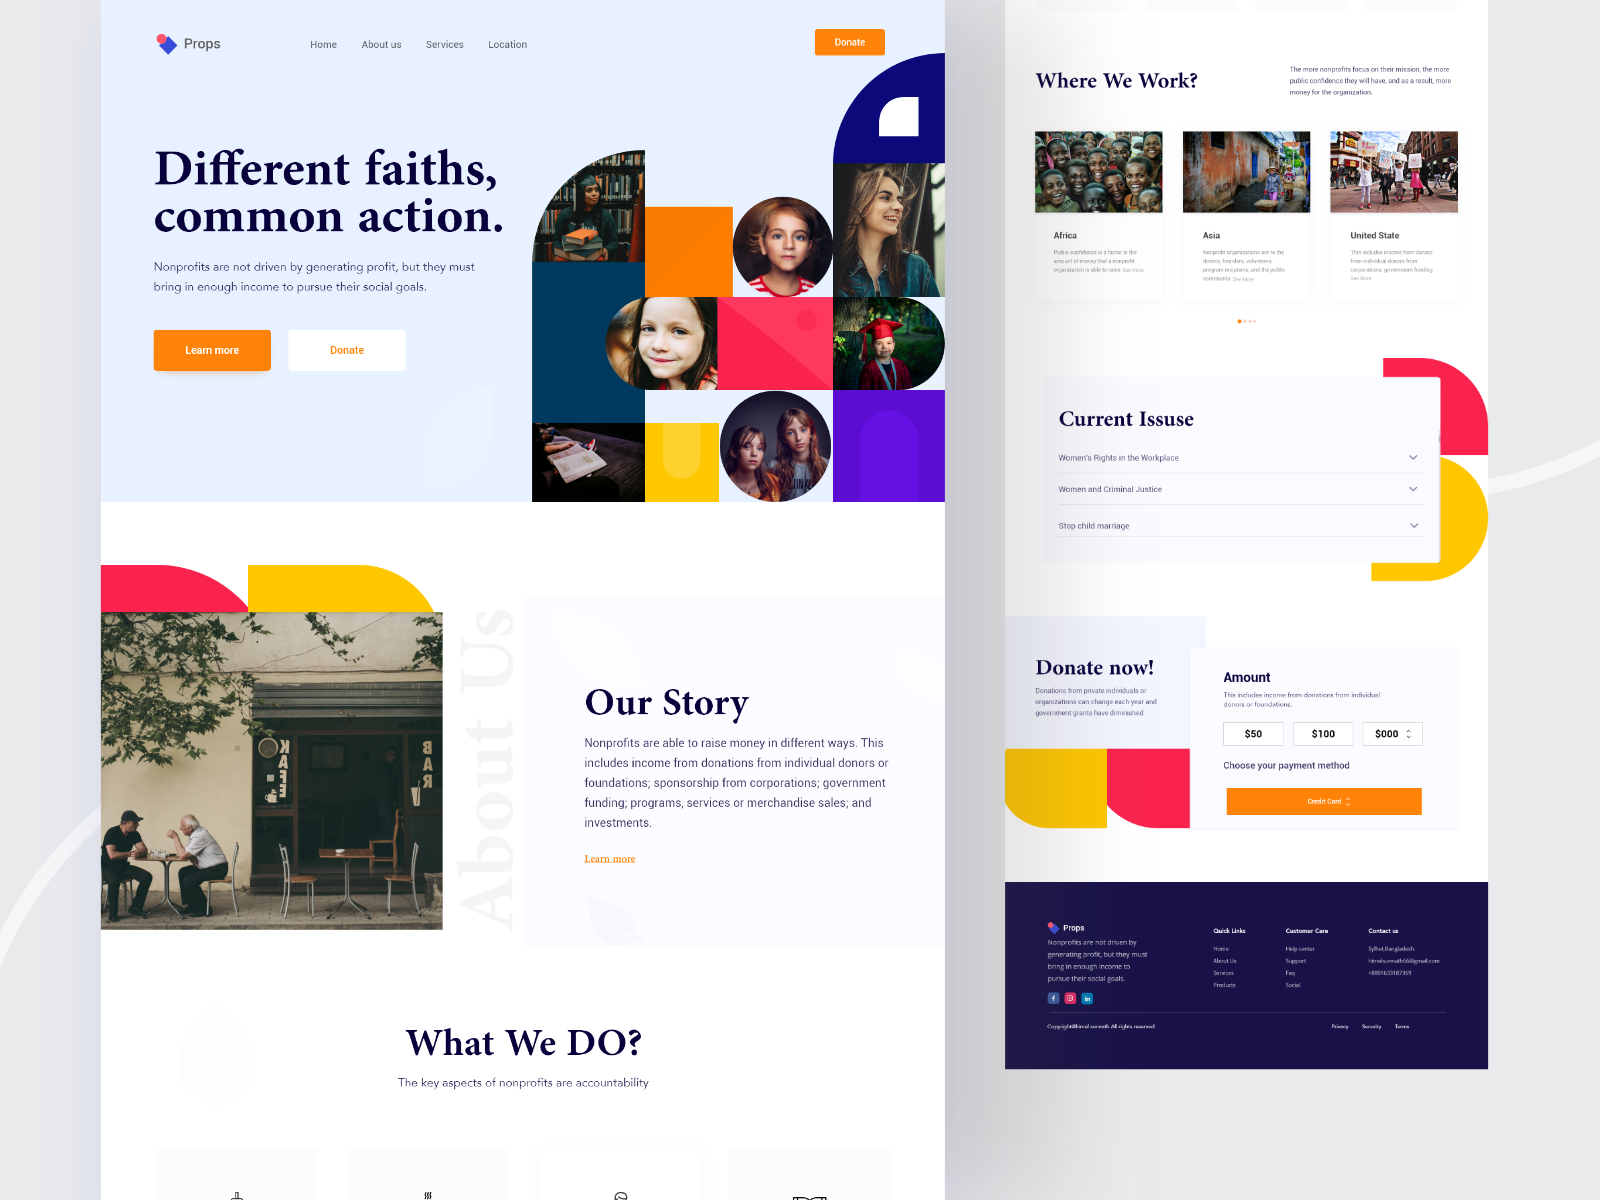 Props
Home About us Services Location
Donate
Different faiths,
common action.
Nonprofits are not driven by generating profit, but they must
bring in enough income to pursue their social goals.
Learn more Donate
About Us
KAFE
BAR
Our Story
Nonprofits are able to raise money in different ways. This
includes income from donations from individual donors or
foundations; sponsorship from corporations; government
funding; programs, services or merchandise sales; and
investments.
Learn more
What We DO?
The key aspects of nonprofits are accountability
Where We Work?
The more nonprofits focus on their mission, the more
public confidence they will have, and as a result, more
money for the organization.
Africa
Public confidence is a factor in the
amount of money that a nonprofit
organization is able to raise See More
Asia
Nonprofit organizations are to the
donors, founders, volunteers,
program recipients, and the public
community See More
United State
This includes income from donate
from individual donors from
corporations, government funding
See More
Current Issuse
Women's Rights in the Workplace
Women and Criminal Justice
Stop child marriage
Donate now!
Donations from private individuals or
organizations can change each year and
government grants have diminished.
Amount
This includes income from donations from individual
donors or foundations.
$50 $100 $000
Choose your payment method
Credit Card
Props
Nonprofits are not driven by
generating profit, but they must
bring in enough income to
pursue their social goals.
Quick Links
Home
About Us
Services
Products
Customer Care
Help center
Support
Faq
Social
Contact us
Sylhet,Bangladesh.
himelsunnath66@gmail.com
+8801633187369
Copyright@himel sunnath All rights reserved
Privacy Security Terms